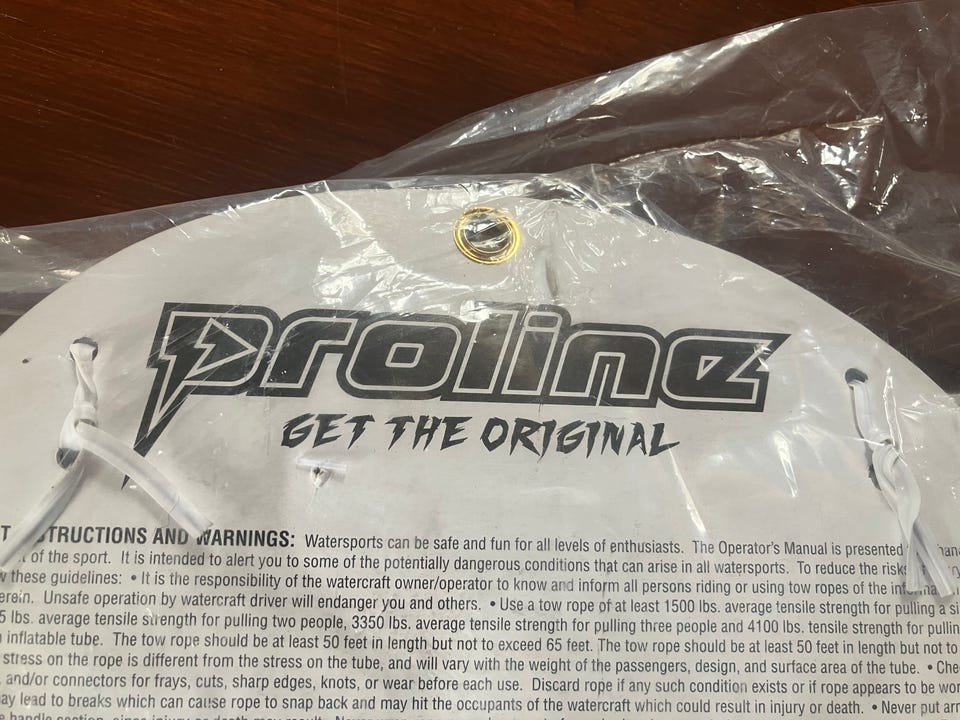 proline
GET THE ORIGINAL
STRUCTIONS AND WARNINGS: Watersports can be safe and fun for all levels of enthusiasts. The Operator's Manual is presented
of the sport. It is intended to alert you to some of the potentially dangerous conditions that can arise in all watersports. To reduce the risks
these guidelines: • It is the responsibility of the watercraft owner/operator to know and inform all persons riding or using tow ropes of the
erein. Unsafe operation by watercraft driver will endanger you and others. • Use a tow rope of at least 1500 lbs. average tensile strength for pulling a
5 lbs. average tensile strength for pulling two people, 3350 lbs. average tensile strength for pulling three people and 4100 lbs. tensile strength for pullin
inflatable tube. The tow rope should be at least 50 feet in length but not to exceed 65 feet. The tow rope should be at least 50 feet in length but not to
stress on the rope is different from the stress on the tube, and will vary with the weight of the passengers, design, and surface area of the tube. • Che
and/or connectors for frays, cuts, sharp edges, knots, or wear before each use. Discard rope if any such condition exists or if rope appears to be wor
ay lead to breaks which can cause rope to snap back and may hit the occupants of the watercraft which could result in injury or death. • Never put arr